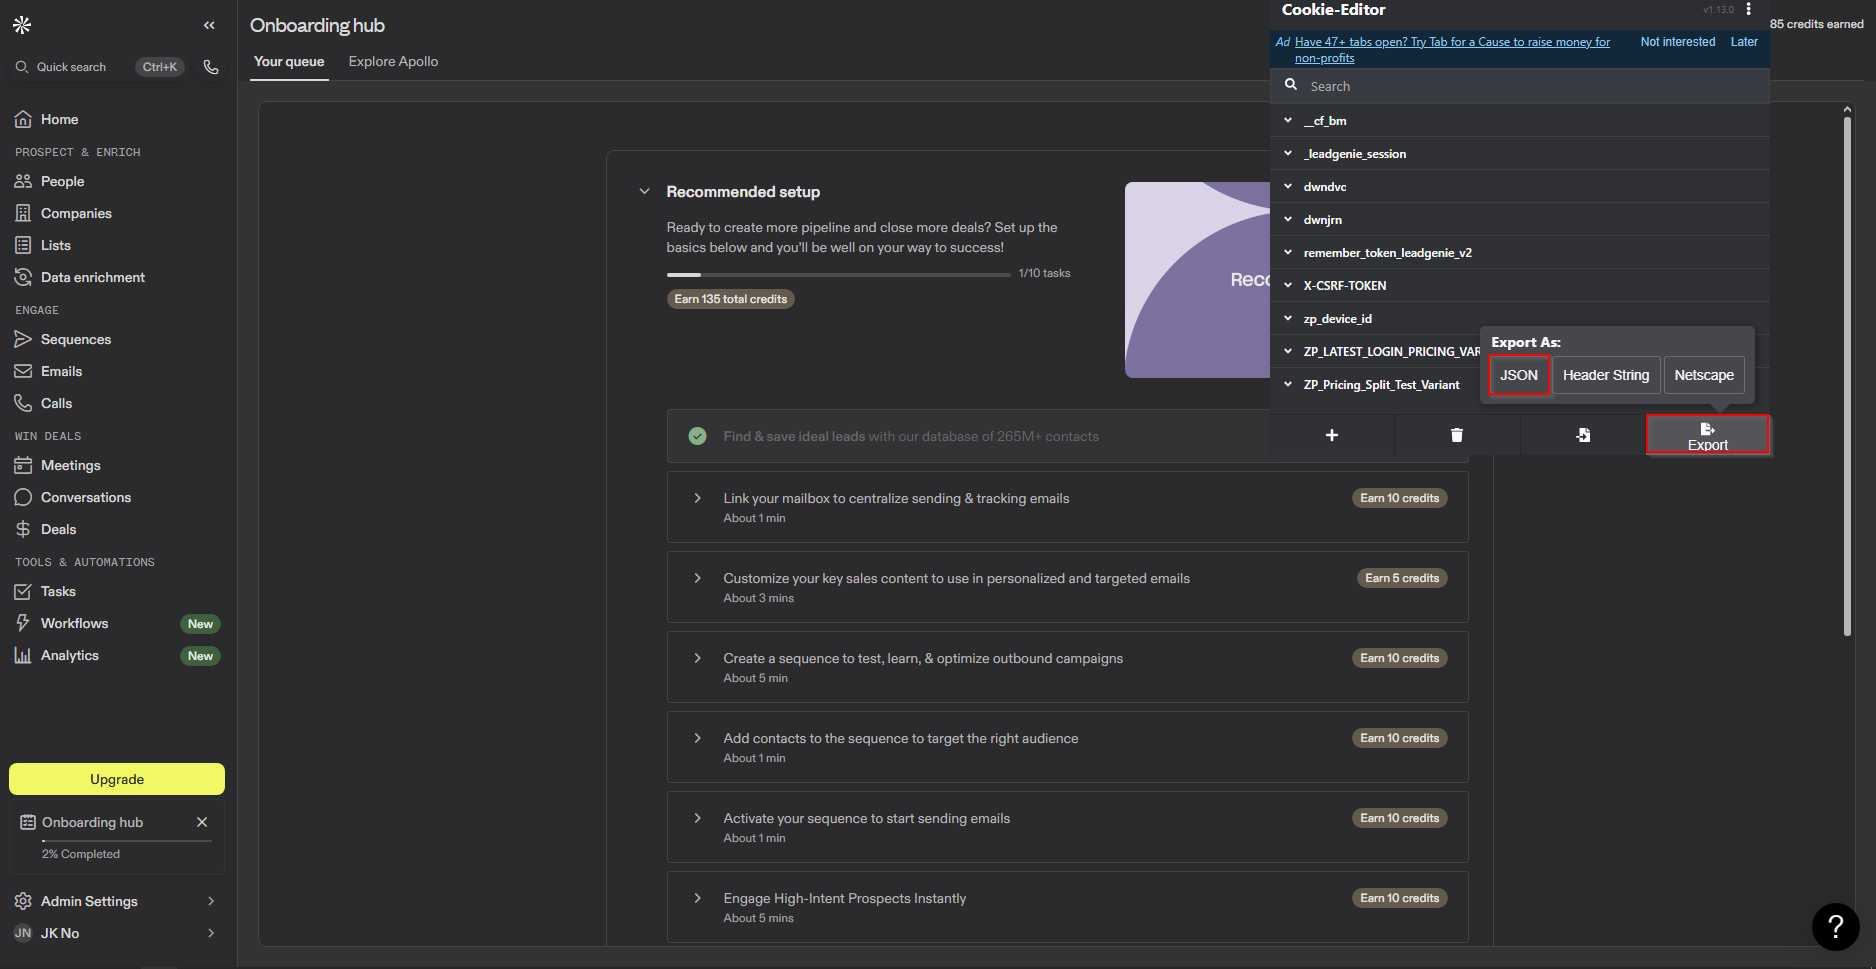 Onboarding hub
Your queue
Explore Apollo
Quick search
Ctrl+K
Home
PROSPECT & ENRICH
People
Companies
Lists
Data enrichment
ENGAGE
Sequences
Emails
Calls
WIN DEALS
Meetings
Conversations
Deals
TOOLS & AUTOMATIONS
Tasks
Workflows New
Analytics New
Upgrade
Onboarding hub
2% Completed
Admin Settings
JN JK No
Recommended setup
Ready to create more pipeline and close more deals? Set up the
basics below and you'll be well on your way to success!
1/10 tasks
Earn 135 total credits
Find & save ideal leads with our database of 265M+ contacts
Link your mailbox to centralize sending & tracking emails
About 1 min
Earn 10 credits
Customize your key sales content to use in personalized and targeted emails
About 3 mins
Earn 5 credits
Create a sequence to test, learn, & optimize outbound campaigns
About 5 min
Earn 10 credits
Add contacts to the sequence to target the right audience
About 1 min
Earn 10 credits
Activate your sequence to start sending emails
About 1 min
Earn 10 credits
Engage High-Intent Prospects Instantly
About 5 mins
Earn 10 credits
Cookie-Editor
v1.13.0
85 credits earned
Ad Have 47+ tabs open? Try Tab for a Cause to raise money for
non-profits
Not interested
Later
Search
__cf_bm
_leadgenie_session
dwndvc
dwnjrn
remember_token_leadgenie_v2
X-CSRF-TOKEN
zp_device_id
ZP_LATEST_LOGIN_PRICING_VAR
ZP_Pricing_Split_Test_Variant
Export As:
JSON
Header String
Netscape
Export
?